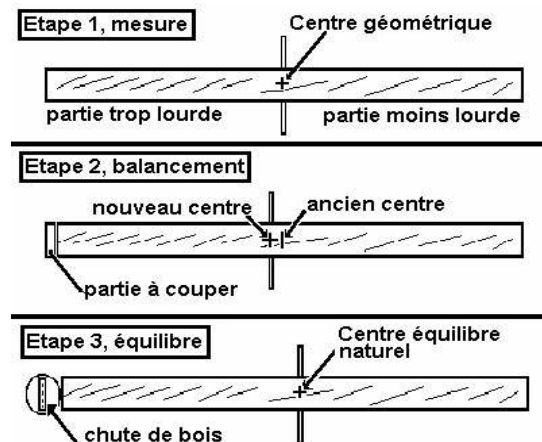 Etape 1, mesure
Centre géométrique
partie trop lourde
partie moins lourde
Etape 2, balancement
nouveau centre
ancien centre
partie à couper
Etape 3, équilibre
Centre équilibre
naturel
chute de bois